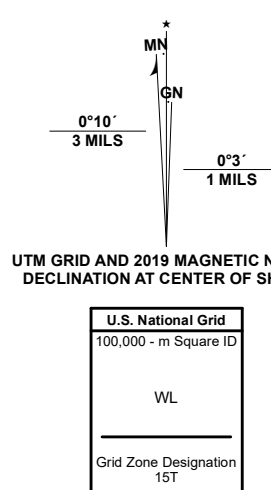 ★
MN
GN
0°10´
3 MILS
0°3´
1 MILS
UTM GRID AND 2019 MAGNETIC N
DECLINATION AT CENTER OF S
U.S. National Grid
100,000 - m Square ID
WL
Grid Zone Designation
15T